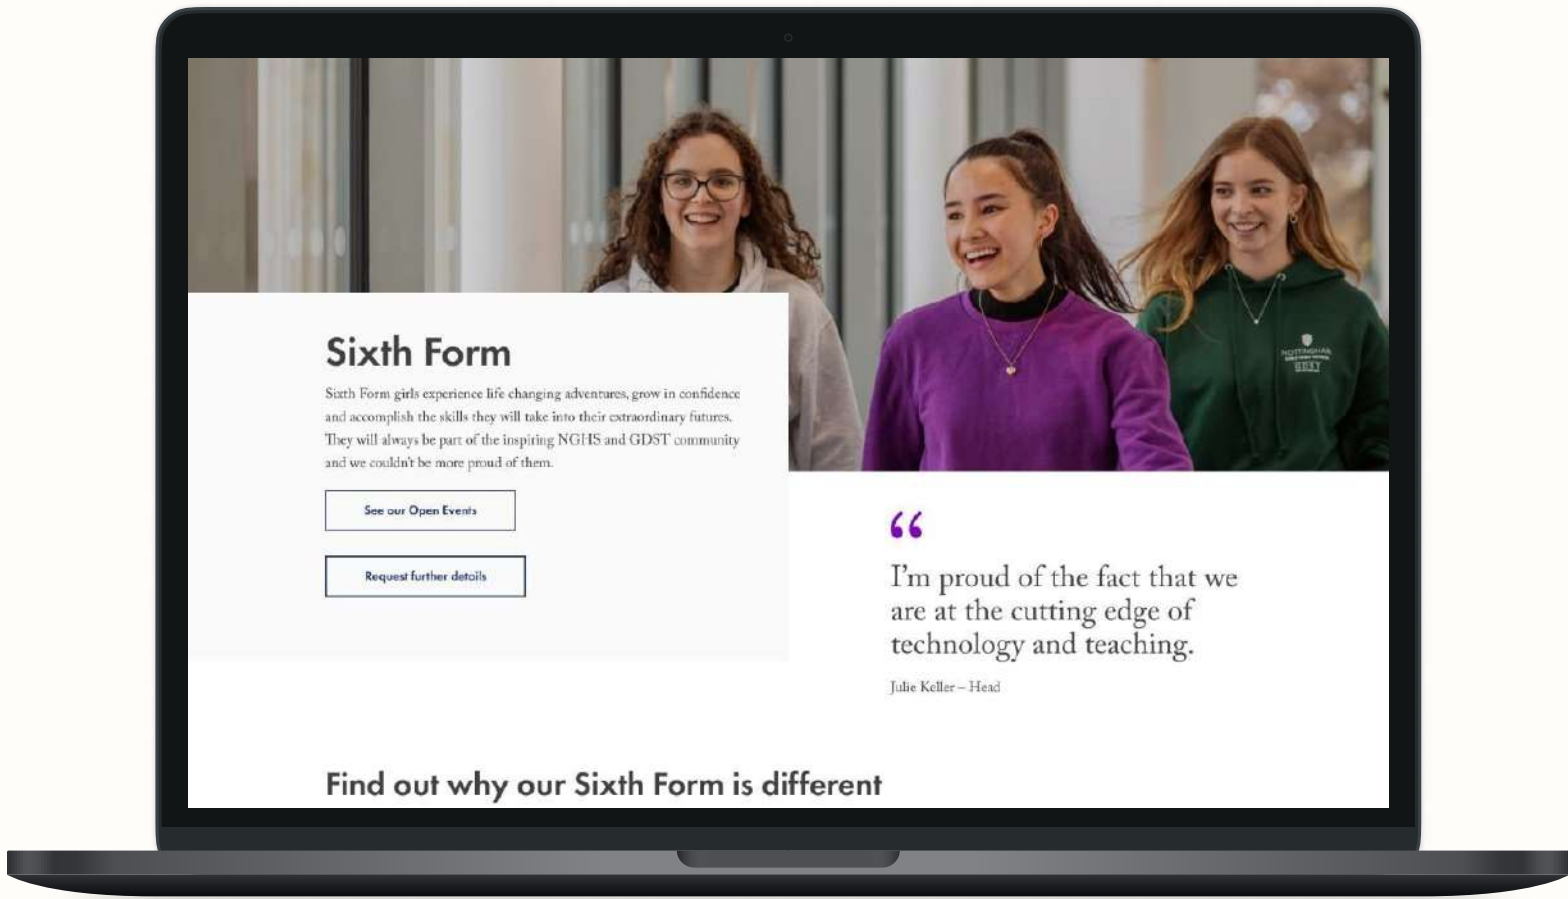 NOTTINGHAM
GDST
Sixth Form
Sixth Form girls experience life changing adventures, grow in confidence
and accomplish the skills they will take into their extraordinary futures.
They will always be part of the inspiring NGHS and GDST community
and we couldn't be more proud of them.
See our Open Events
Request further details
“
I'm proud of the fact that we
are at the cutting edge of
technology and teaching.
Julie Keller – Head
Find out why our Sixth Form is different